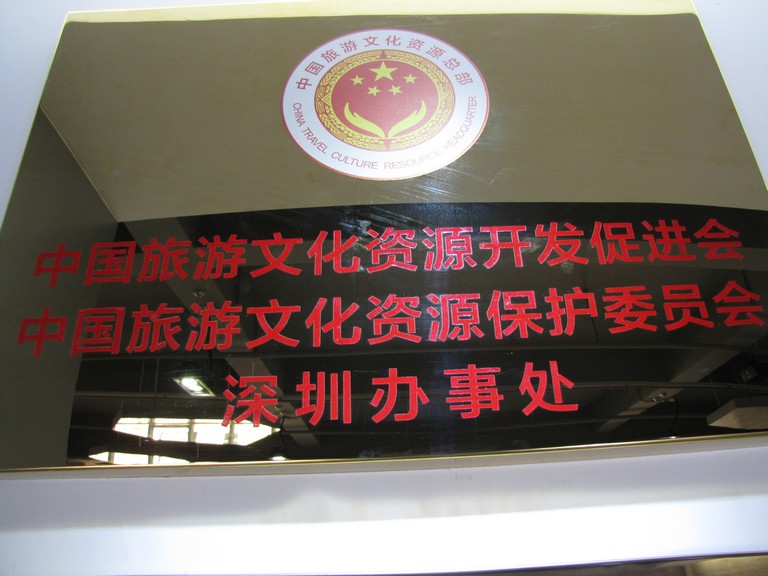 中国旅游文化资源总部
CHINA TRAVEL CULTURE RESOURCE HEADQUARTER
中国旅游文化资源开发促进会
中国旅游文化资源保护委员会
深圳办事处